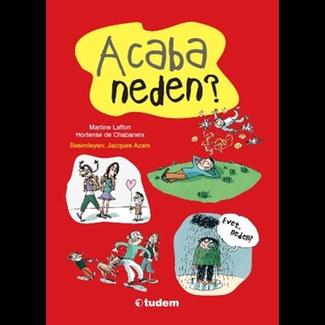 Acaba
neden?
Martine Laffon
Hortense de Chabaneix
Resimleyen: Jacques Azam
Evet,
neden?
tudem